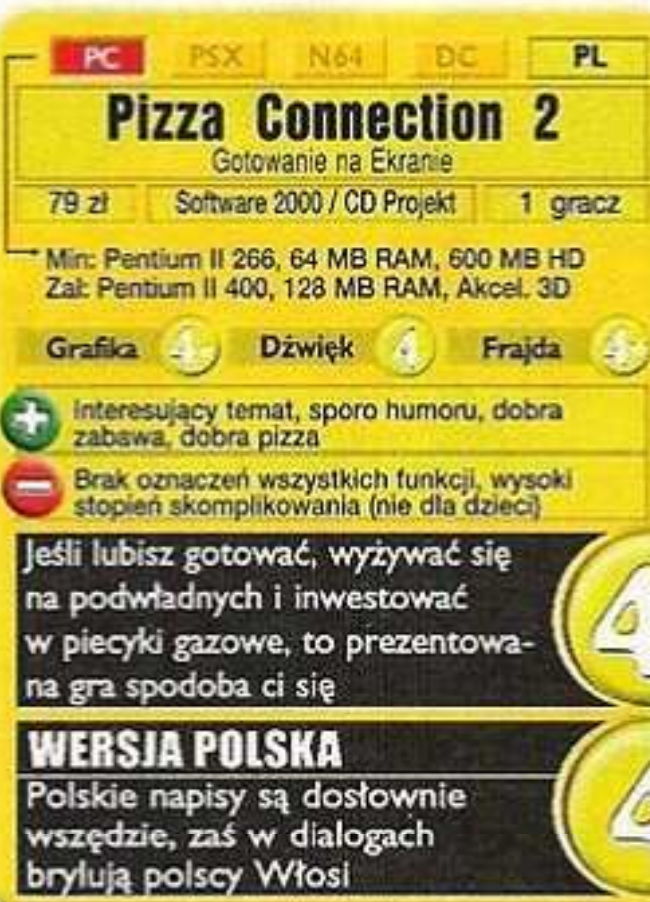 PC PSX N64 DC PL
Pizza Connection 2
Gotowanie na Ekranie
79 zł Software 2000 / CD Projekt 1 gracz
Min: Pentium II 266, 64 MB RAM, 600 MB HD
Zal: Pentium II 400, 128 MB RAM, Akcel. 3D
Grafika 4- Dźwięk 4 Frajda
Interesujący temat, sporo humoru, dobra
zabawa, dobra pizza
Brak oznaczeń wszystkich funkcji, wysoki
stopień skomplikowania (nie dla dzieci)
Jeśli lubisz gotować, wyżywać się
na podwładnych i inwestować
w piecyki gazowe, to prezentowa-
na gra spodoba ci się
4
WERSJA POLSKA
Polskie napisy są dosłownie
wszędzie, zaś w dialogach
brylują polscy Włosi